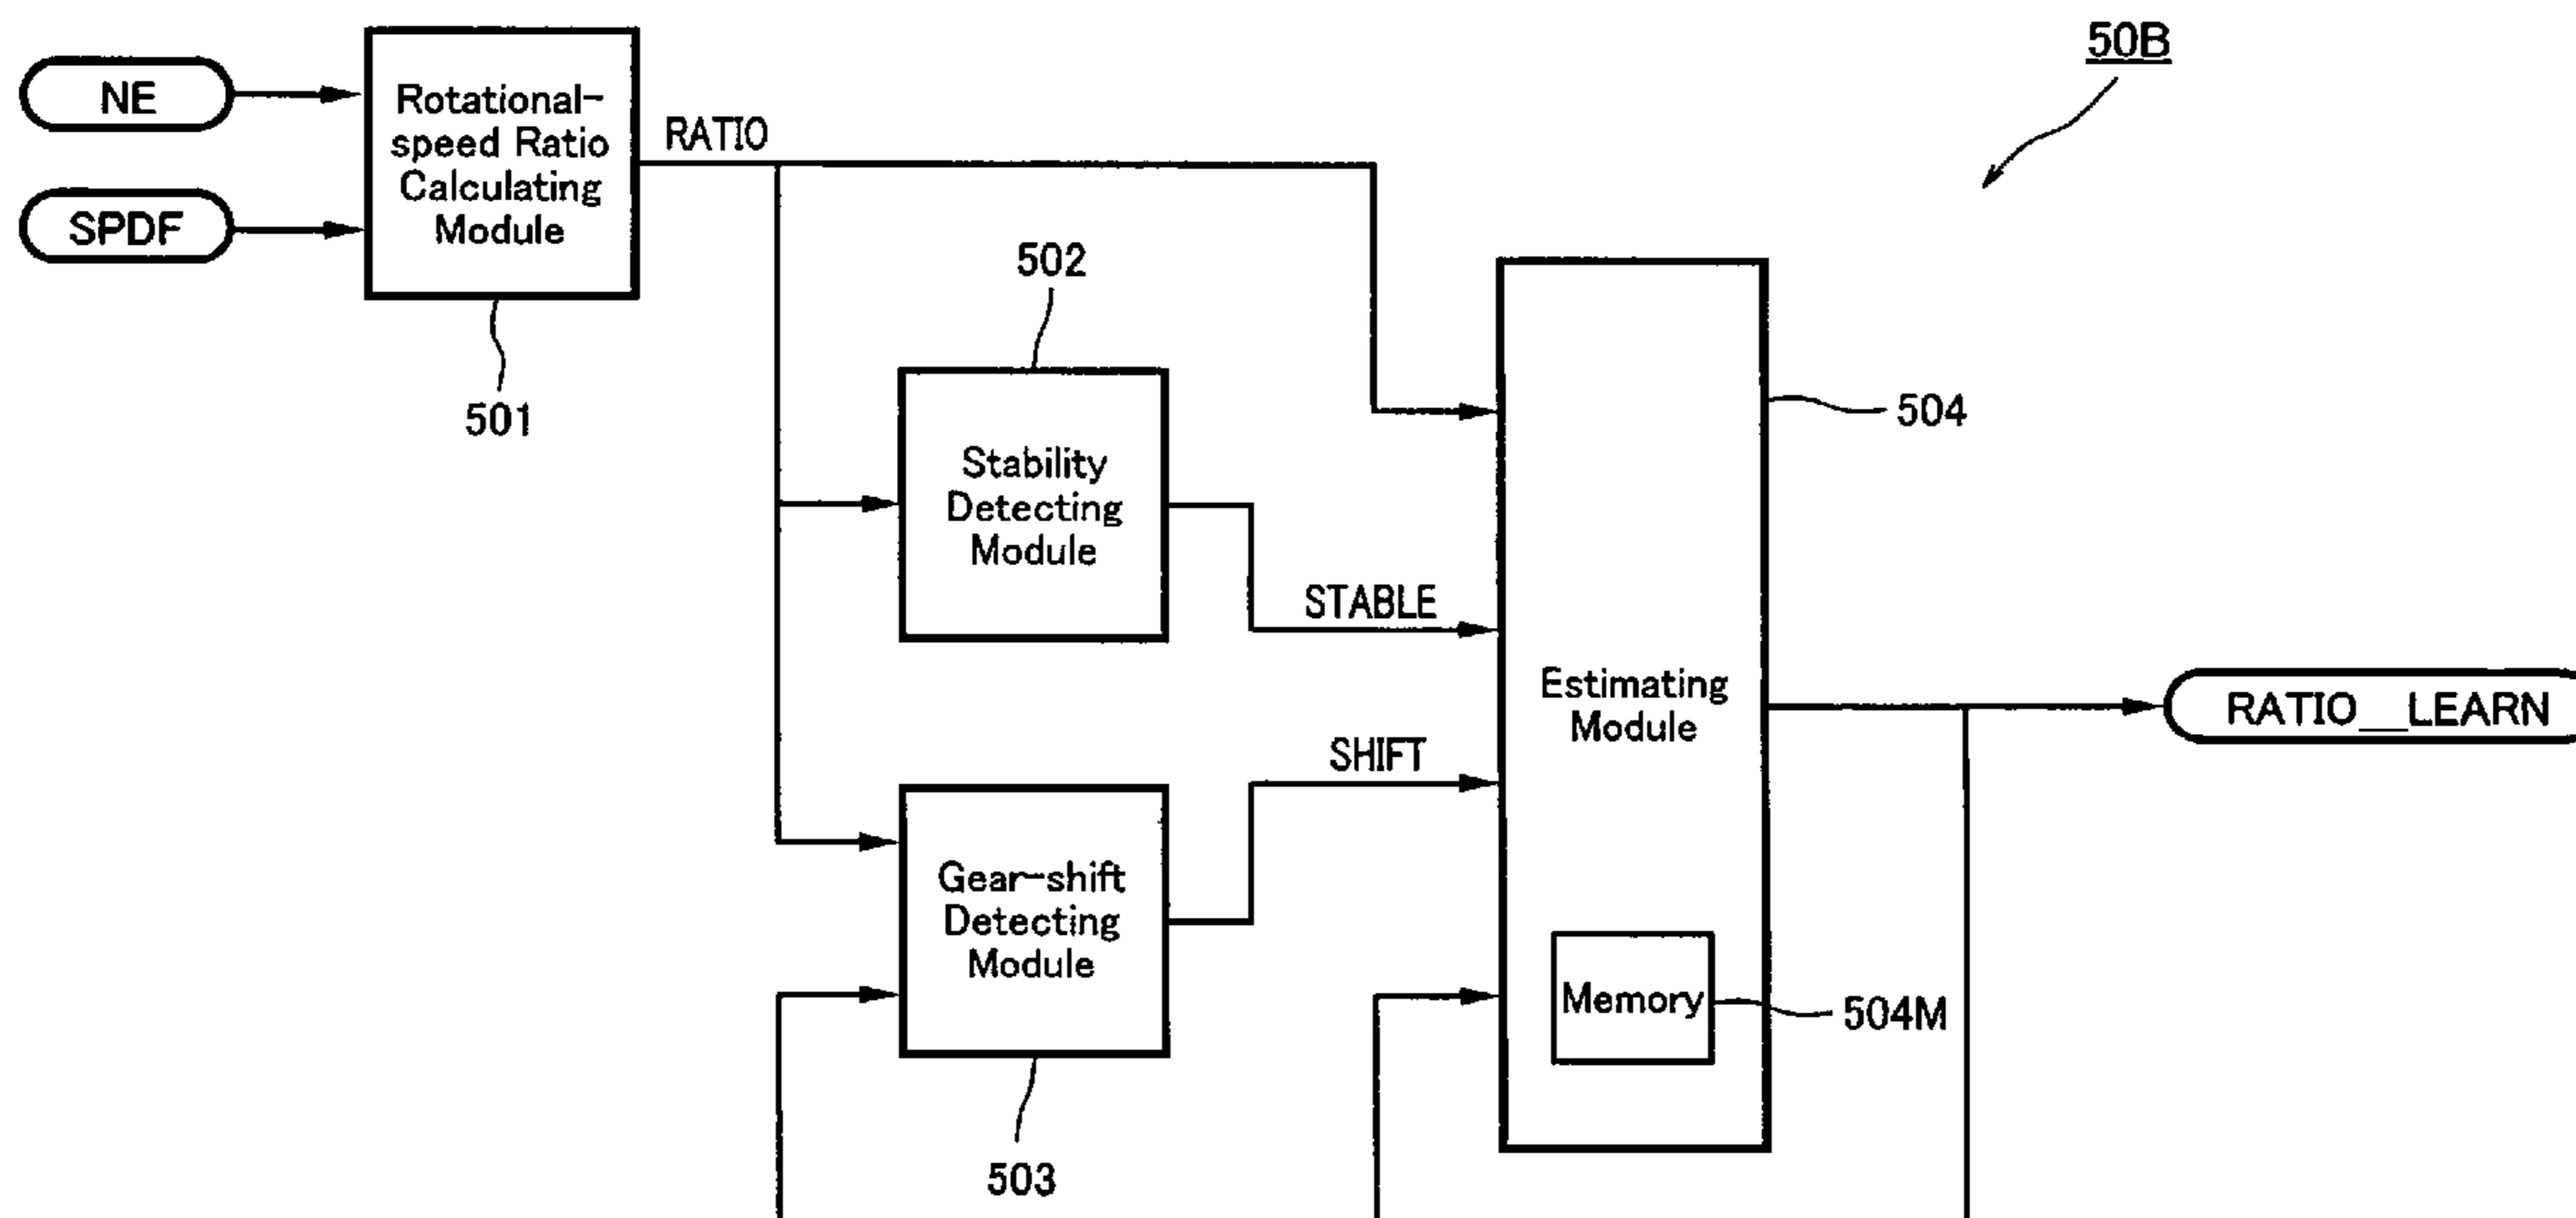 50B
NE
SPDF
Rotational-
speed Ratio
Calculating
Module
RATIO
501
502
Stability
Detecting
Module
STABLE
504
Estimating
Module
RATIO__LEARN
SHIFT
Gear-shift
Detecting
Module
Memory
504M
503